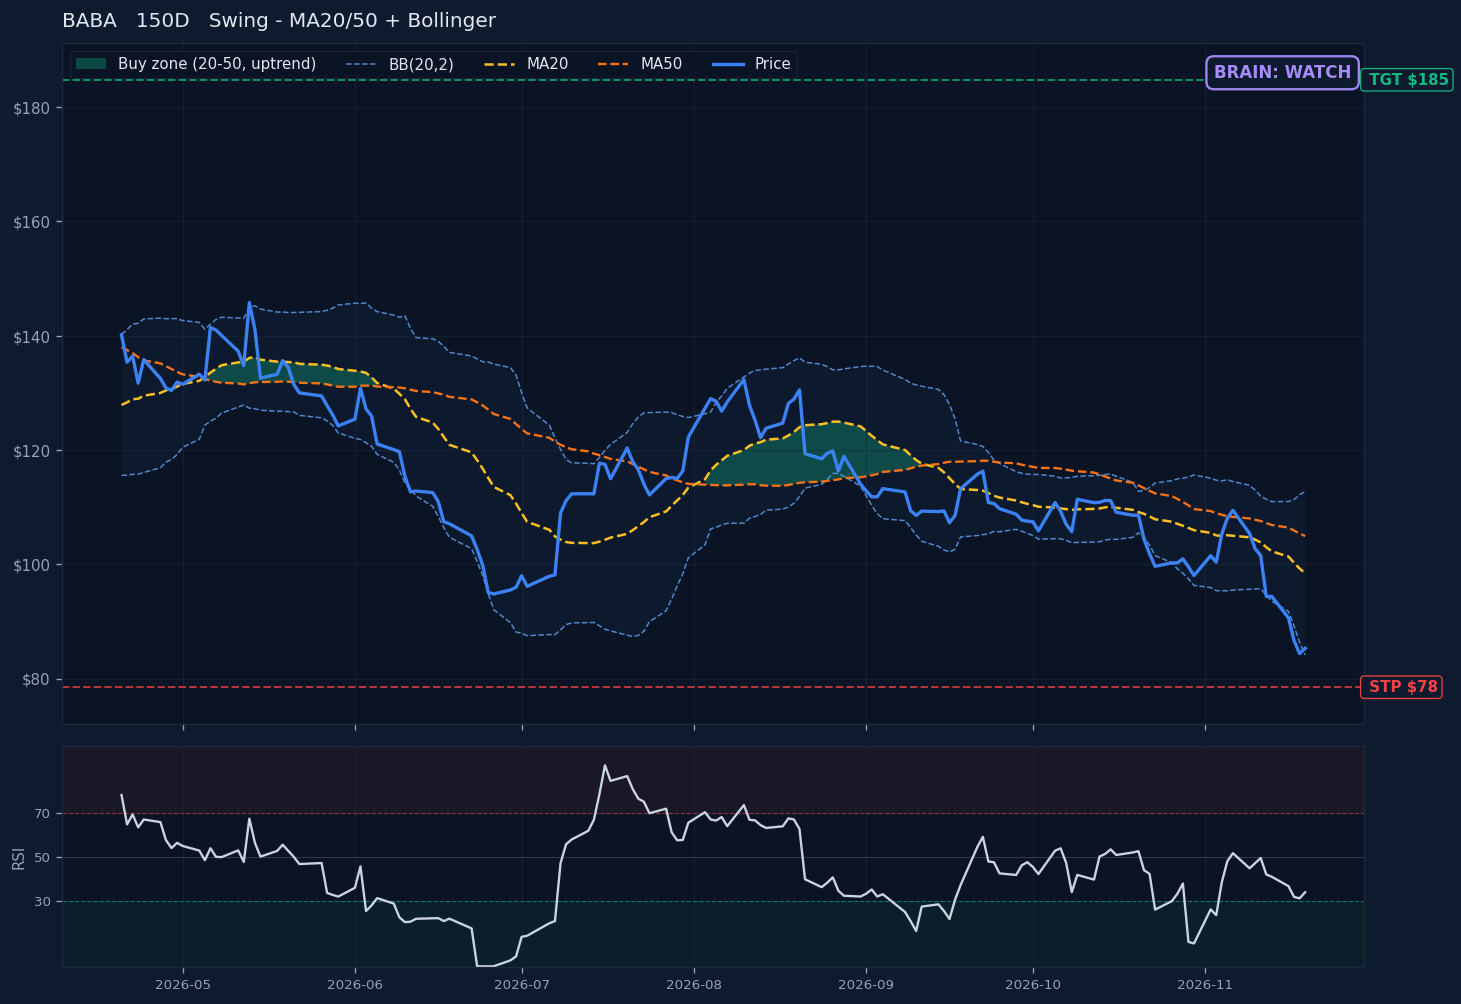 BABA 150D Swing - MA20/50 + Bollinger
Buy zone (20-50, uptrend) BB(20,2) MA20 MA50 Price
BRAIN: WATCH
TGT $185
$180
$160
$140
$120
$100
$80
STP $78
RSI
70
50
30
2026-05 2026-06 2026-07 2026-08 2026-09 2026-10 2026-11